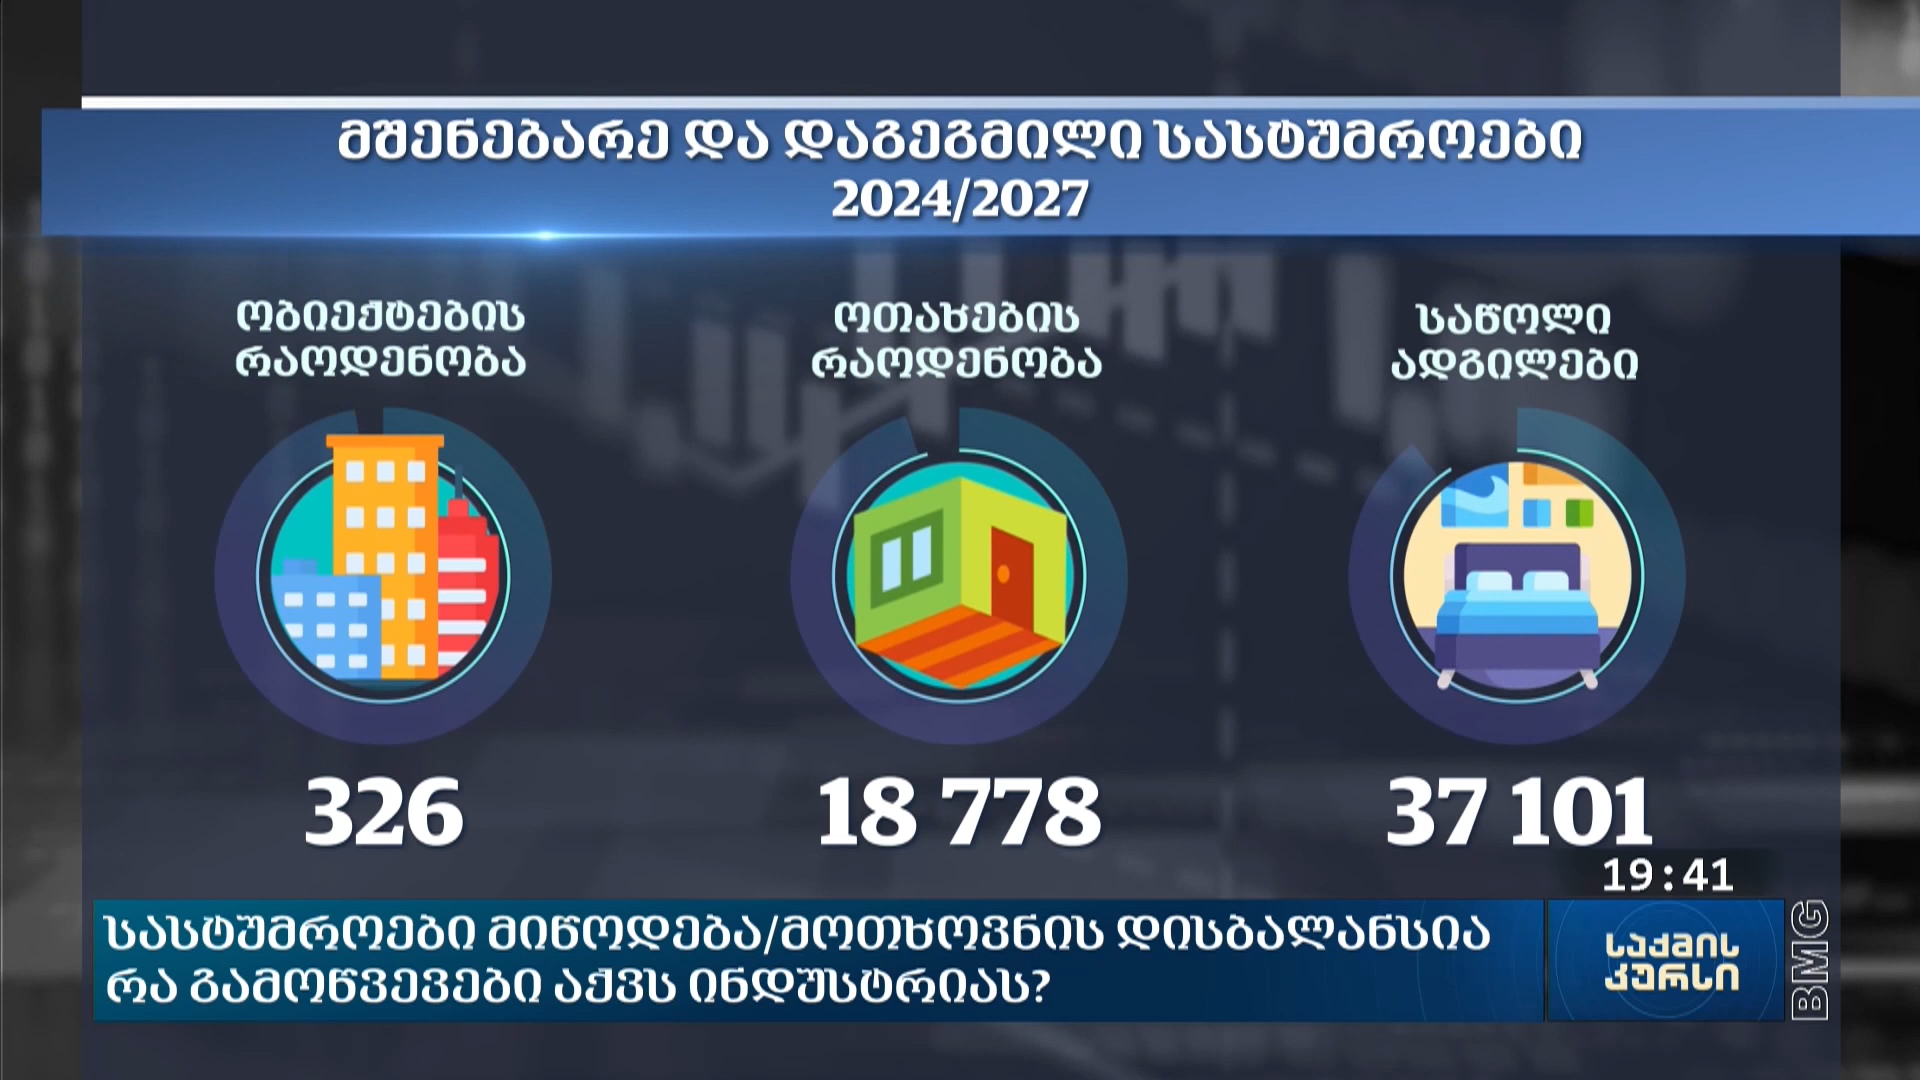 მშენებარე და დაგეგმილი სასტუმროები
2024/2027
ობიექტების
რაოდენობა
ოთახების
რაოდენობა
საწოლი
ადგილები
326
18 778
37 101
19:41
სასტუმროები მიწოდება/მოთხოვნის დისბალანსია
რა გამოწვევები აქვს ინდუსტრიას?
საქმის
კურსი
BMG